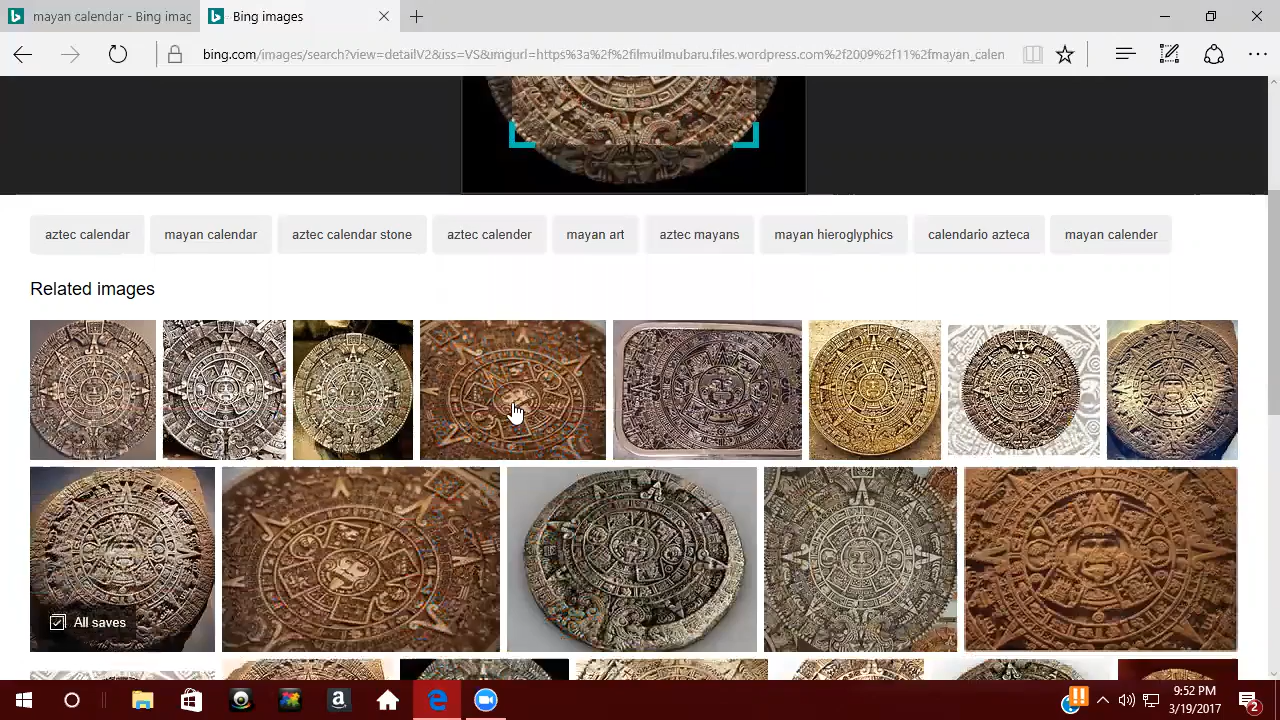 mayan calendar - Bing imag
Bing images
bing.com/images/search?view=detailV2&iss=VS&imgurl=https%3a%2f%2filmuilmubaru.files.wordpress.com%2f2009%2f11%2fmayan_calen
aztec calendar
mayan calendar
aztec calendar stone
aztec calender
mayan art
aztec mayans
mayan hieroglyphics
calendario azteca
mayan calender
Related images
All saves
9:52 PM
3/19/2017
2